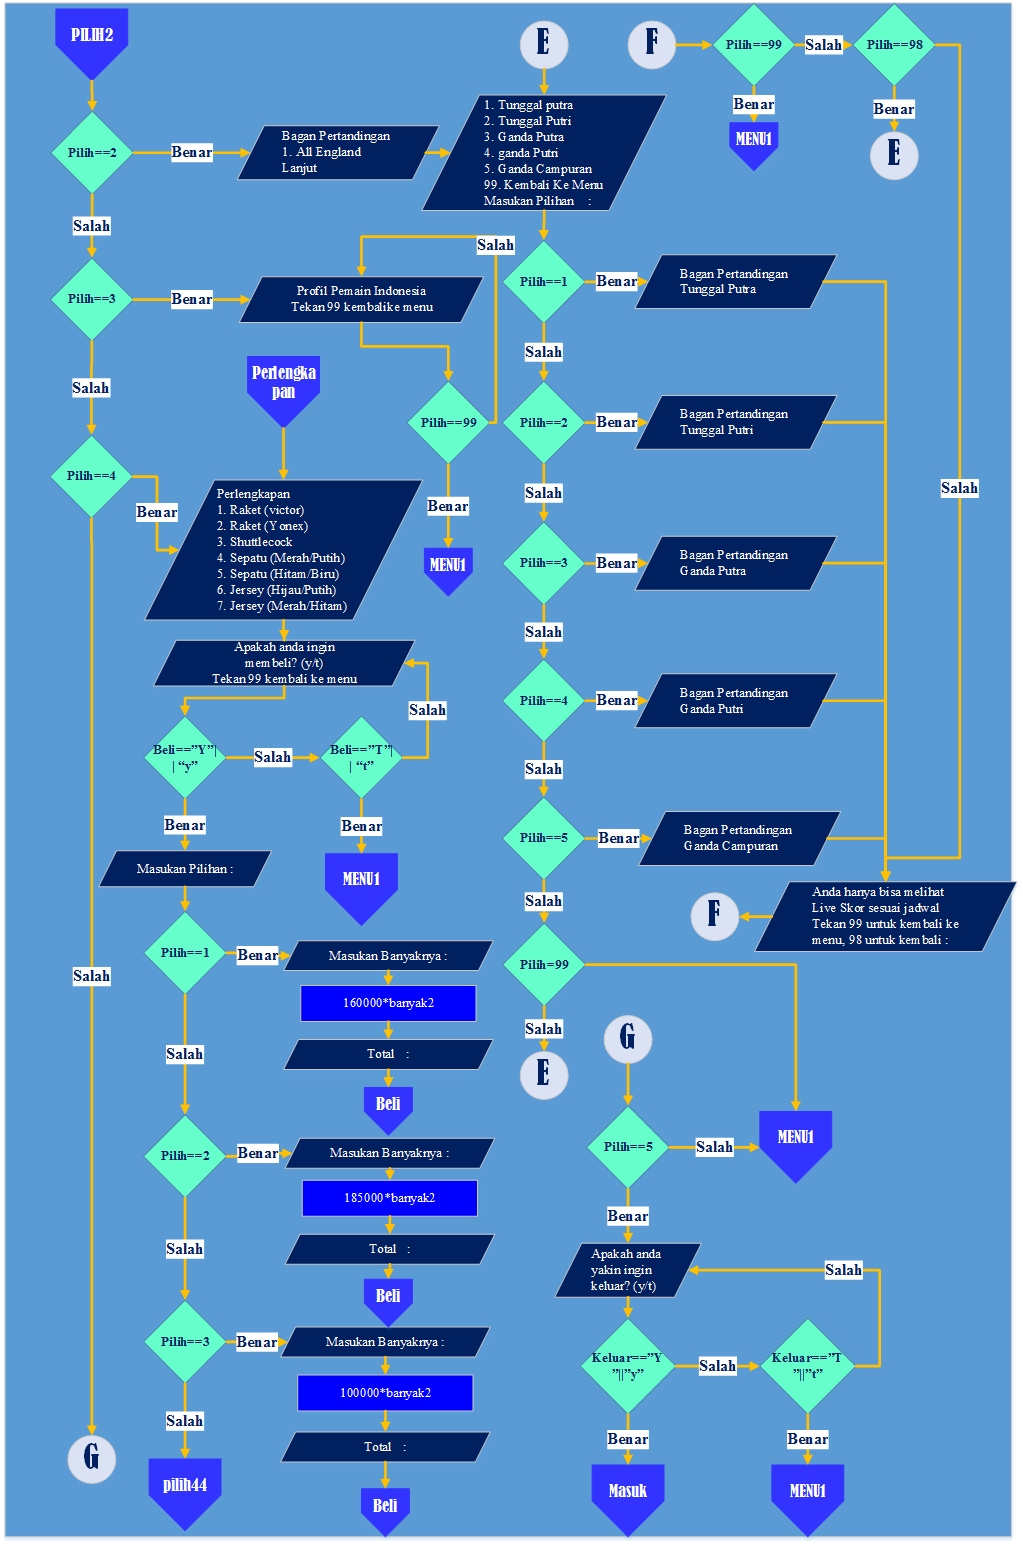 PILIH2
Pilih==2
Benar
Bagan Pertandingan
1. All England
Lanjut
Salah
Pilih==3
Benar
Profil Pemain Indonesia
Tekan 99 kembalike menu
Salah
Pilih==99
Benar
MENU1
Salah
Pilih==4
Benar
Perlengka
pan
Perlengkapan
1. Raket (victor)
2. Raket (Yonex)
3. Shuttlecock
4. Sepatu (Merah/Putih)
5. Sepatu (Hitam/Biru)
6. Jersey (Hijau/Putih)
7. Jersey (Merah/Hitam)
Apakah anda ingin
membeli? (y/t)
Tekan 99 kembali ke menu
Salah
Beli==”Y”|
| “y”
Salah
Beli==”T”|
| “t”
Benar
Benar
MENU1
Masukan Pilihan :
Pilih==1
Benar
Masukan Banyaknya :
160000*banyak2
Total :
Beli
Salah
Pilih==2
Benar
Masukan Banyaknya :
185000*banyak2
Total :
Beli
Salah
Pilih==3
Benar
Masukan Banyaknya :
100000*banyak2
Total :
Beli
Salah
pilih44
Salah
G
E
1. Tunggal putra
2. Tunggal Putri
3. Ganda Putra
4. ganda Putri
5. Ganda Campuran
99. Kembali Ke Menu
Masukan Pilihan :
Pilih==1
Benar
Bagan Pertandingan
Tunggal Putra
Salah
Pilih==2
Benar
Bagan Pertandingan
Tunggal Putri
Salah
Pilih==3
Benar
Bagan Pertandingan
Ganda Putra
Salah
Pilih==4
Benar
Bagan Pertandingan
Ganda Putri
Salah
Pilih==5
Benar
Bagan Pertandingan
Ganda Campuran
Salah
Pilih=99
Salah
E
Anda hanya bisa melihat
Live Skor sesuai jadwal
Tekan 99 untuk kembali ke
menu, 98 untuk kembali :
F
F
Pilih==99
Salah
Pilih==98
Benar
MENU1
Benar
E
Salah
G
Pilih==5
Salah
MENU1
Benar
Apakah anda
yakin ingin
keluar? (y/t)
Salah
Keluar==”Y
”||”y”
Salah
Keluar==”T
”||”t”
Benar
Masuk
Benar
MENU1